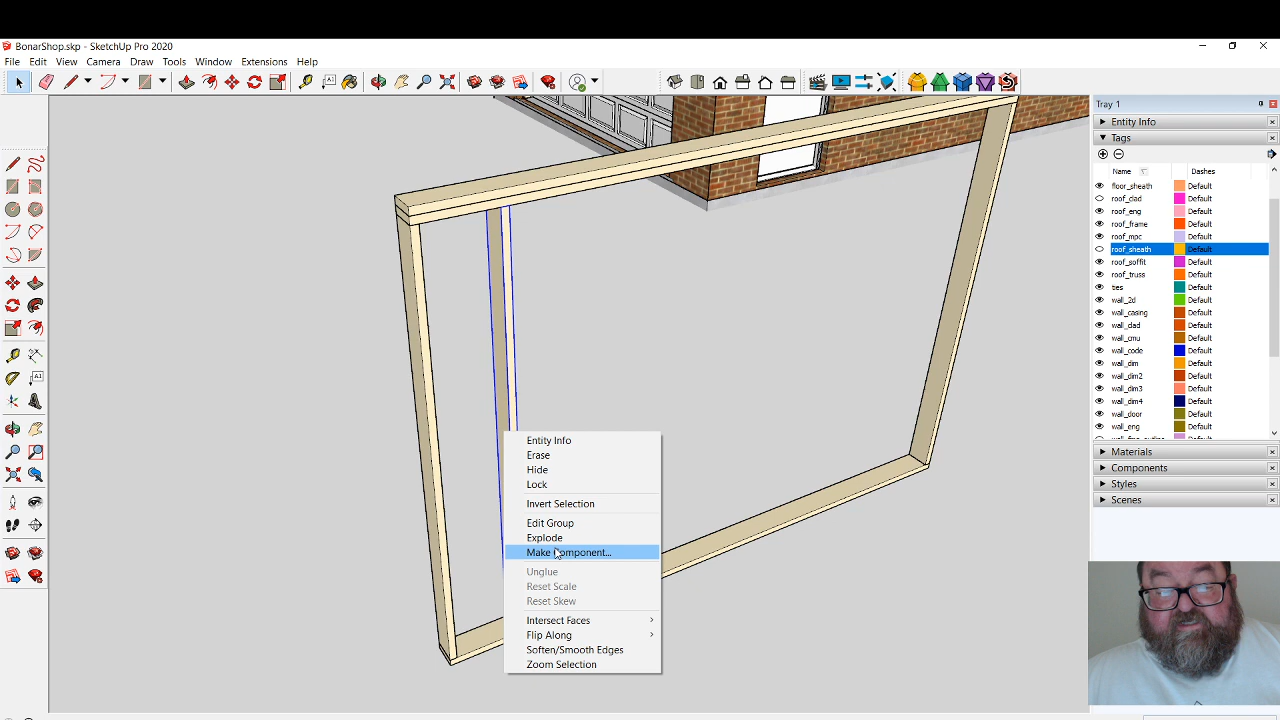 BonarShop.skp - SketchUp Pro 2020
File Edit View Camera Draw Tools Window Extensions Help
Tray 1
Entity Info
Tags
Name Dashes
floor_sheath Default
roof_clad Default
roof_eng Default
roof_frame Default
roof_mpc Default
roof_sheath Default
roof_soffit Default
roof_truss Default
ties Default
wall_2d Default
wall_casing Default
wall_clad Default
wall_cmu Default
wall_code Default
wall_dim Default
wall_dim2 Default
wall_dim3 Default
wall_dim4 Default
wall_door Default
wall_eng Default
Materials
Components
Styles
Scenes
Entity Info
Erase
Hide
Lock
Invert Selection
Edit Group
Explode
Make Component...
Unglue
Reset Scale
Reset Skew
Intersect Faces
Flip Along
Soften/Smooth Edges
Zoom Selection